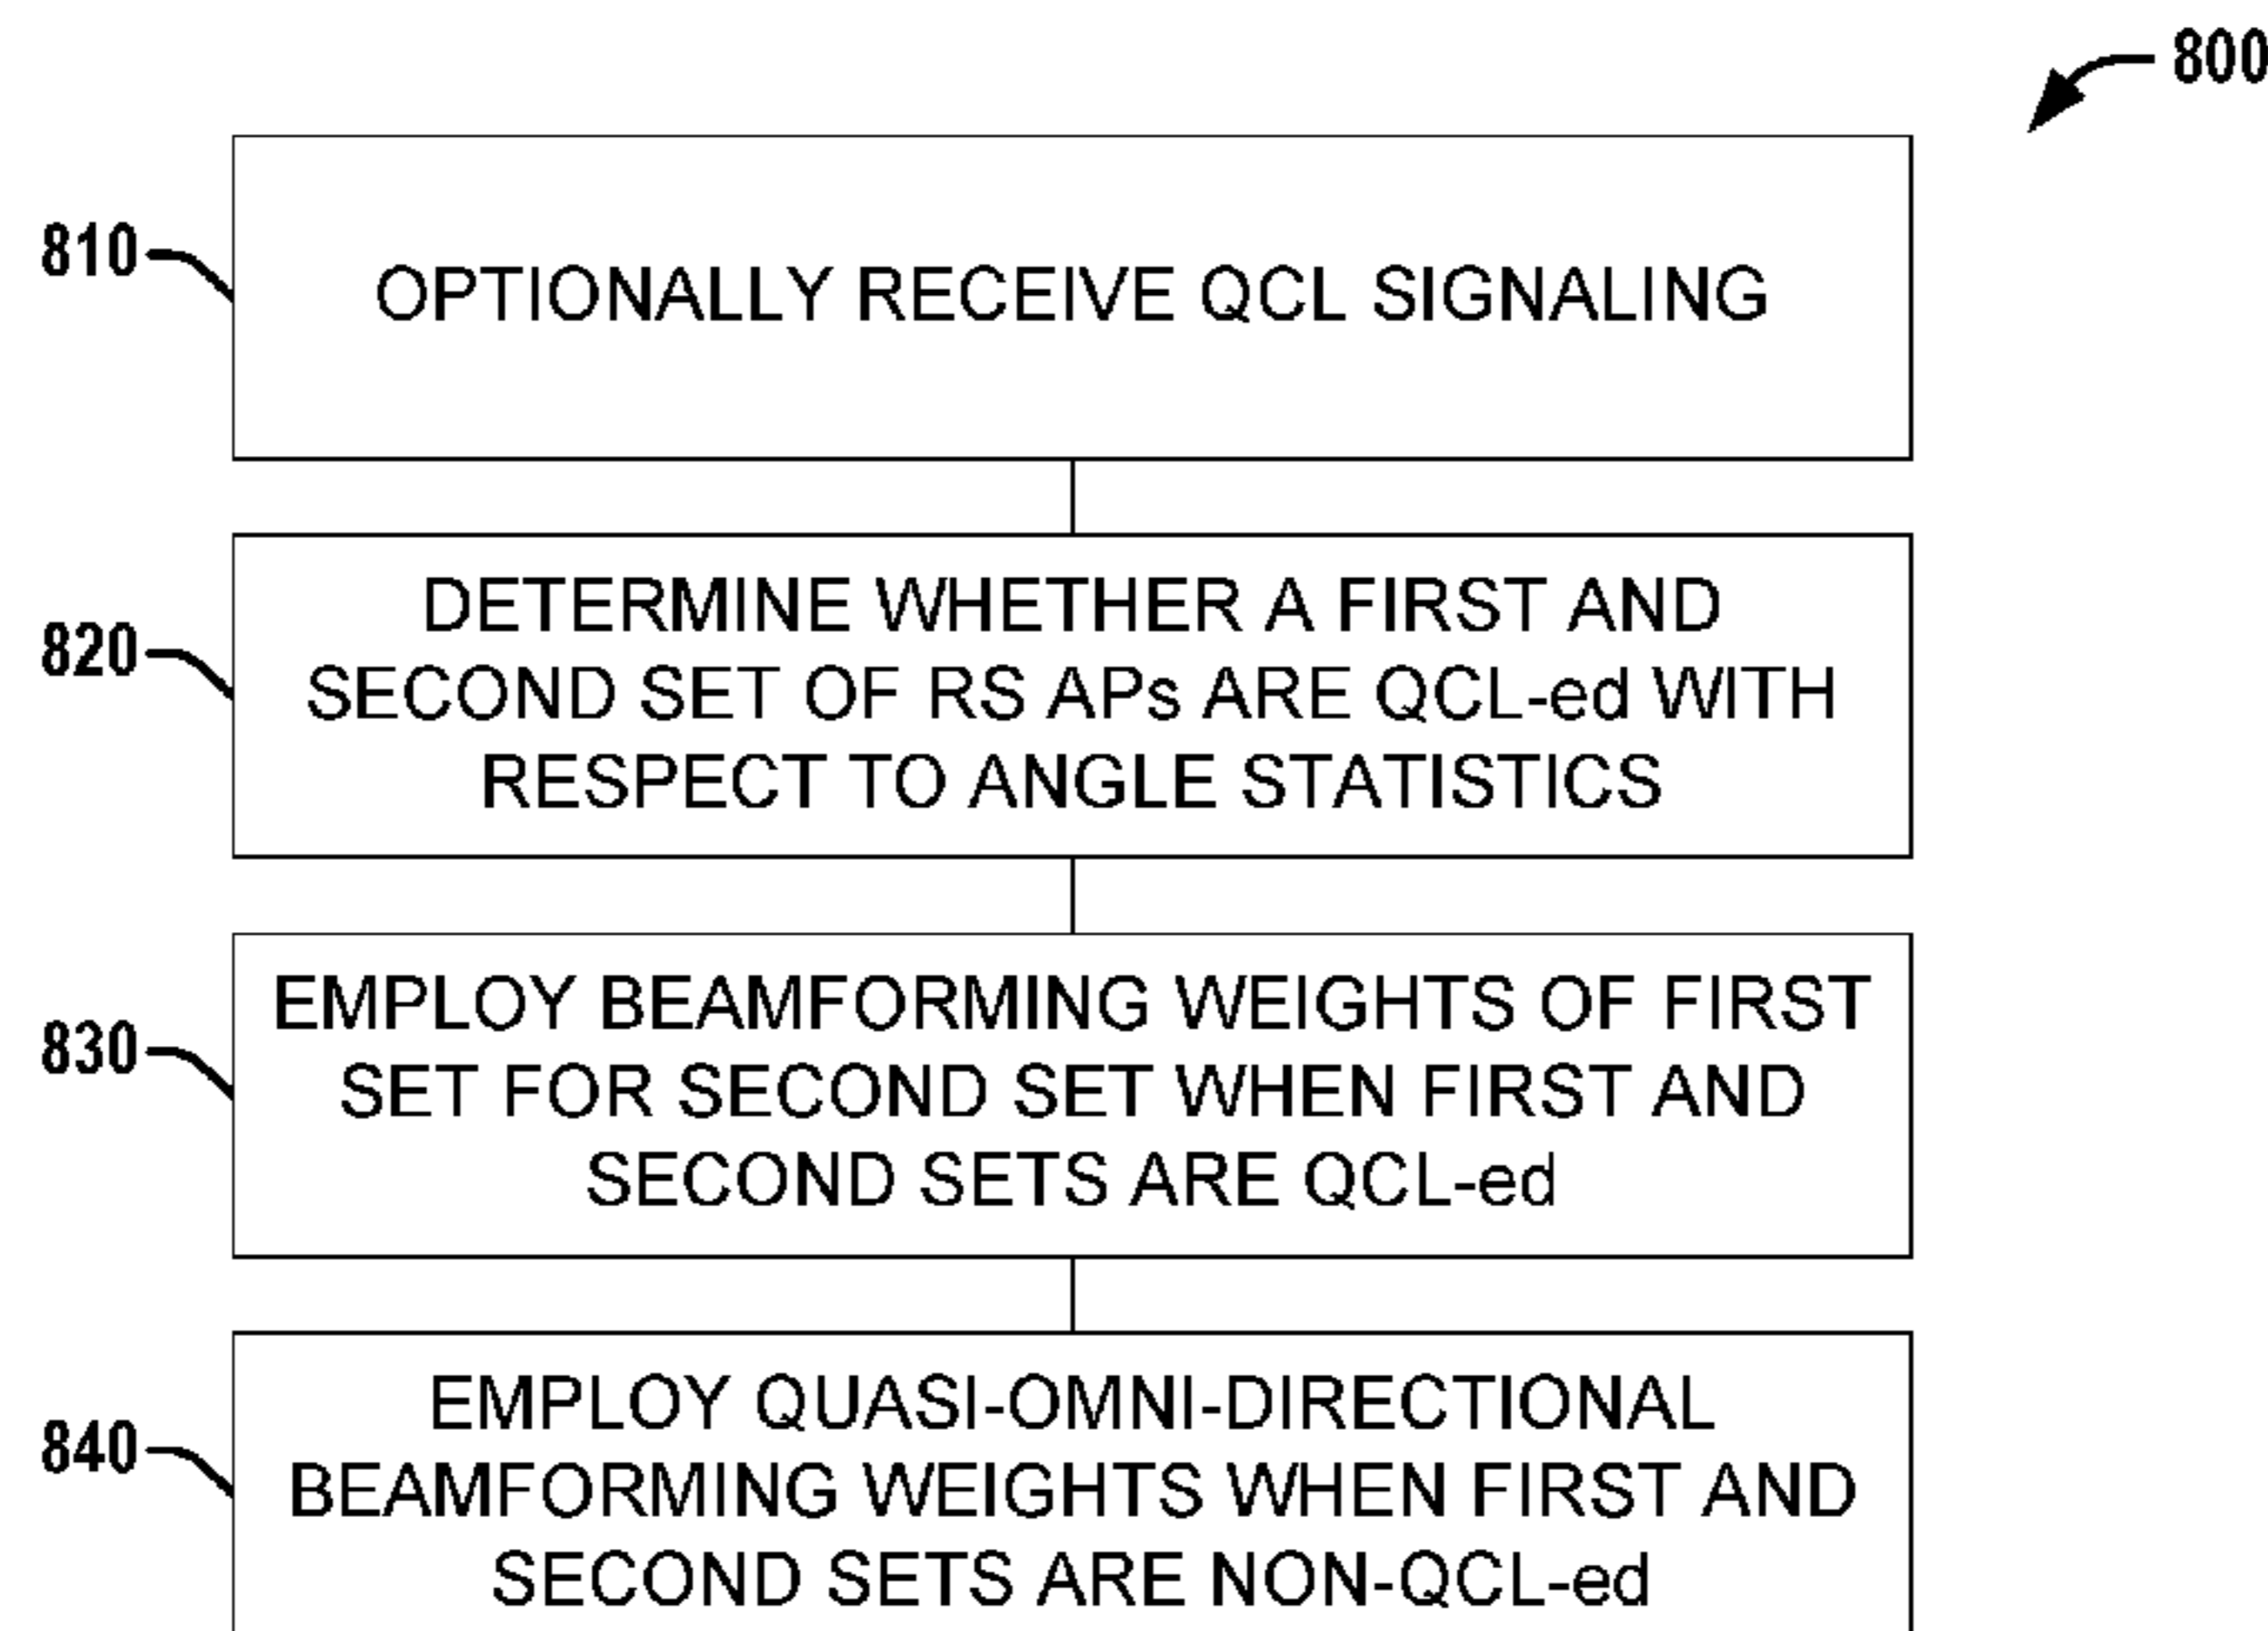 800
810
OPTIONALLY RECEIVE QCL SIGNALING
820
DETERMINE WHETHER A FIRST AND
SECOND SET OF RS APs ARE QCL-ed WITH
RESPECT TO ANGLE STATISTICS
830
EMPLOY BEAMFORMING WEIGHTS OF FIRST
SET FOR SECOND SET WHEN FIRST AND
SECOND SETS ARE QCL-ed
840
EMPLOY QUASI-OMNI-DIRECTIONAL
BEAMFORMING WEIGHTS WHEN FIRST AND
SECOND SETS ARE NON-QCL-ed